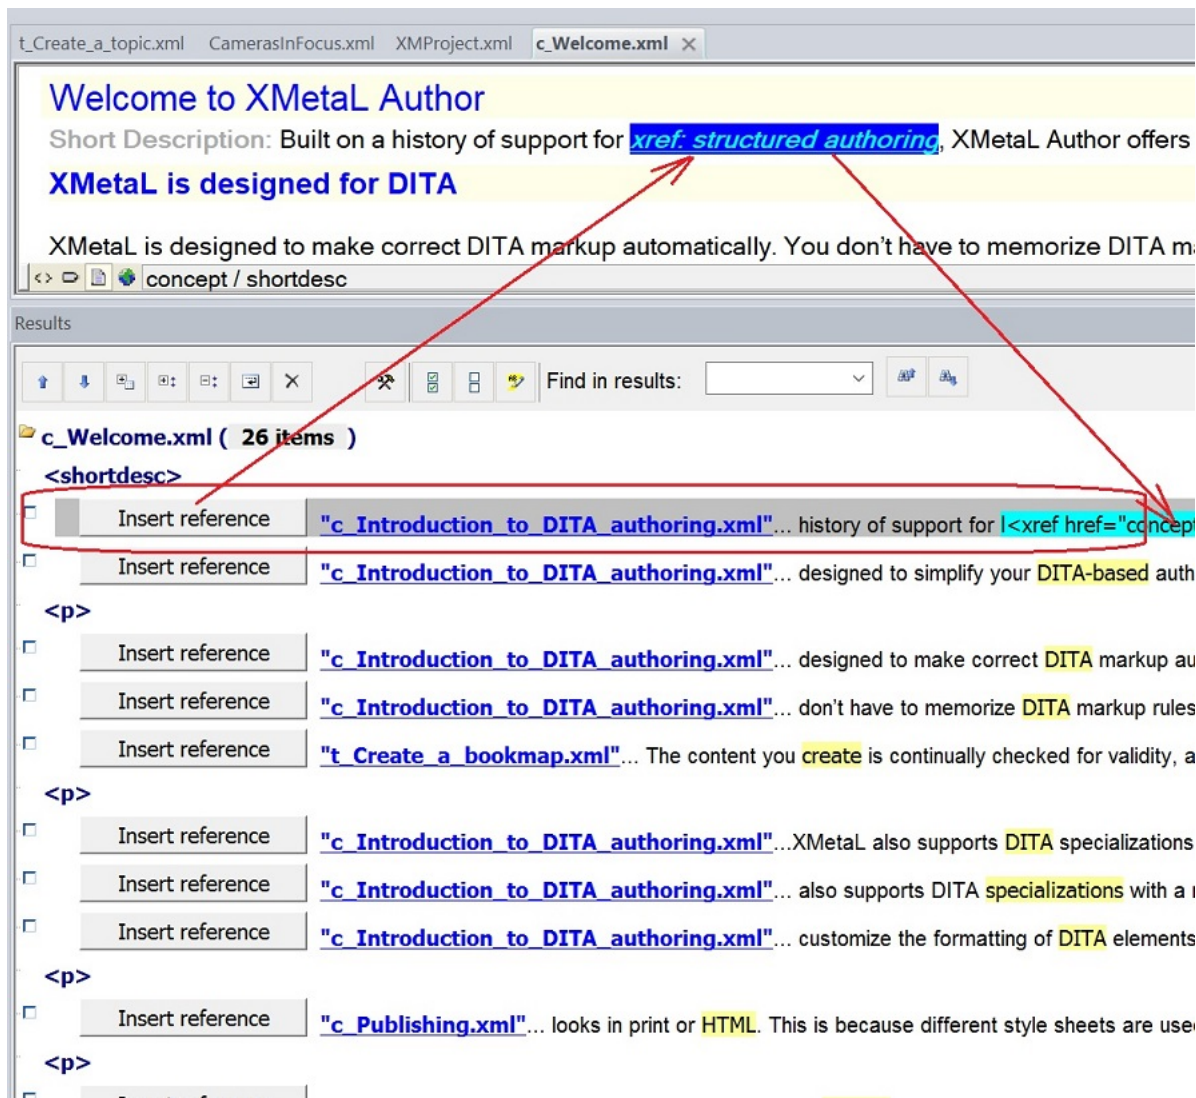 t_Create_a_topic.xml CamerasInFocus.xml XMProject.xml c_Welcome.xml
Welcome to XMetaL Author
Short Description: Built on a history of support for xref: structured authoring, XMetaL Author offers
XMetaL is designed for DITA
XMetaL is designed to make correct DITA markup automatically. You don't have to memorize DITA
concept / shortdesc
Results
Find in results:
c_Welcome.xml ( 26 items )
<shortdesc>
Insert reference "c_Introduction_to_DITA_authoring.xml"... history of support for I<xref href="concept
Insert reference "c_Introduction_to_DITA_authoring.xml"... designed to simplify your DITA-based auth
<p>
Insert reference "c_Introduction_to_DITA_authoring.xml"... designed to make correct DITA markup au
Insert reference "c_Introduction_to_DITA_authoring.xml"... don't have to memorize DITA markup rules
Insert reference "t_Create_a_bookmap.xml"... The content you create is continually checked for validity, a
<p>
Insert reference "c_Introduction_to_DITA_authoring.xml"...XMetaL also supports DITA specializations
Insert reference "c_Introduction_to_DITA_authoring.xml"... also supports DITA specializations with a
Insert reference "c_Introduction_to_DITA_authoring.xml"... customize the formatting of DITA elements
<p>
Insert reference "c_Publishing.xml"... looks in print or HTML. This is because different style sheets are use
<p>